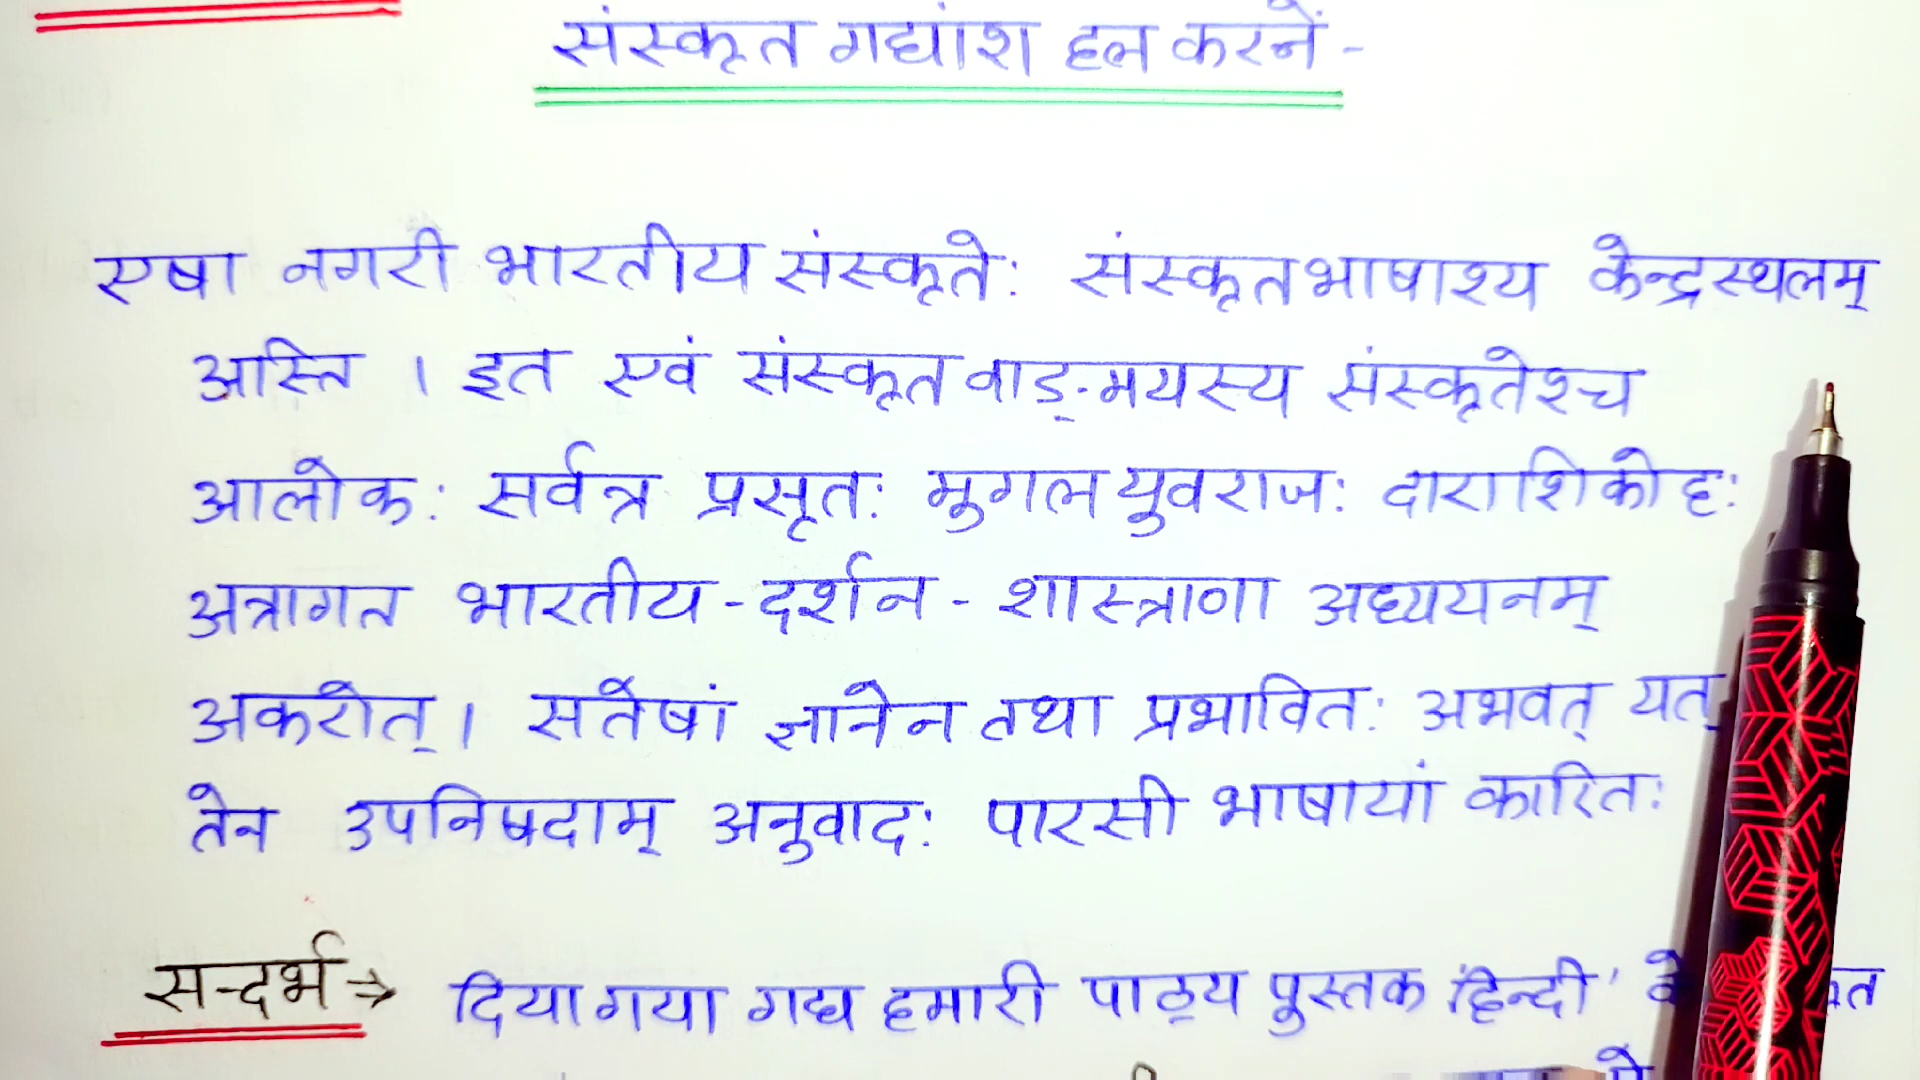 संस्कृत गद्यांश हल करनें -
एषा नगरी भारतीय संस्कृते: संस्कृतभाषाश्य केन्द्रस्थलम्
अस्ति । इत एवं संस्कृत वाड्.मयस्य संस्कृतेश्च
आलोक: सर्वत्र प्रसृत: मुगलयुवराज: दाराशिकोह:
अत्रागत भारतीय - दर्शन - शास्त्राणा अध्ययनम्
अकरोत् । सतेषां ज्ञानेन तथा प्रभावित: अभवत् यत्
तेन उपनिषदाम् अनुवाद: पारसी भाषायां कारित:
सन्दर्भ → दिया गया गद्य हमारी पाठ्य पुस्तक 'हिन्दी'